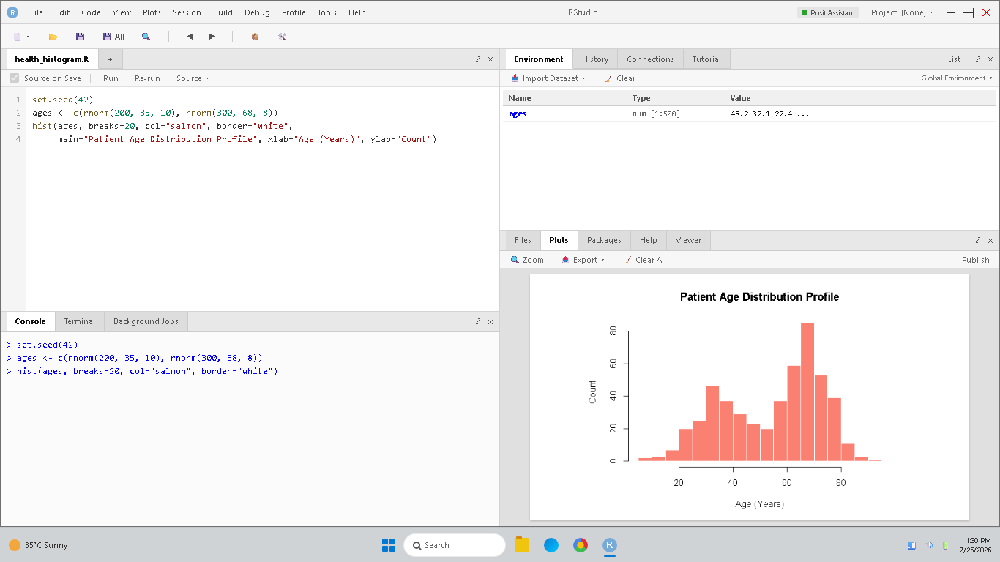 R File Edit Code View Plots Session Build Debug Profile Tools Help RStudio Posit Assistant Project: (None)
All
health_histogram.R +
Source on Save Run Re-run Source
1 set.seed(42)
2 ages <- c(rnorm(200, 35, 10), rnorm(300, 68, 8))
3 hist(ages, breaks=20, col="salmon", border="white",
4 main="Patient Age Distribution Profile", xlab="Age (Years)", ylab="Count")
Console Terminal Background Jobs
> set.seed(42)
> ages <- c(rnorm(200, 35, 10), rnorm(300, 68, 8))
> hist(ages, breaks=20, col="salmon", border="white")
Environment History Connections Tutorial List
Import Dataset Clear Global Environment
Name Type Value
ages num [1:500] 48.2 32.1 22.4 ...
Files Plots Packages Help Viewer
Zoom Export Clear All Publish
Patient Age Distribution Profile
80
60
40
20
0
Count
20 40 60 80
Age (Years)
35°C Sunny Search R 1:30 PM
7/26/2026